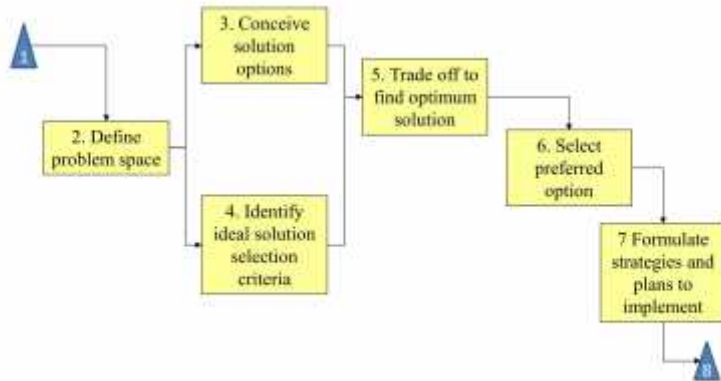 1
2. Define
problem space
3. Conceive
solution
options
4. Identify
ideal solution
selection
criteria
5. Trade off to
find optimum
solution
6. Select
preferred
option
7 Formulate
strategies and
plans to
implement
8